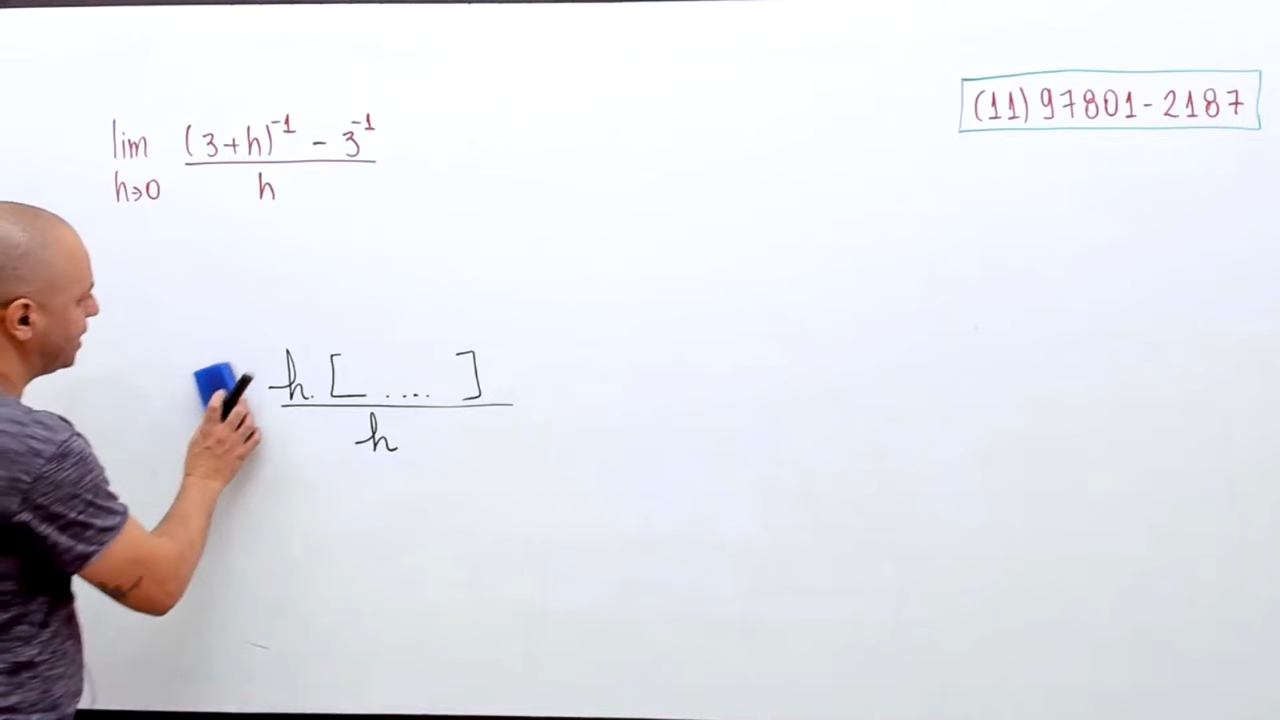 (11) 97801-2187
lim (3+h)⁻¹ - 3⁻¹
h→0 h
h. [ .... ]
h